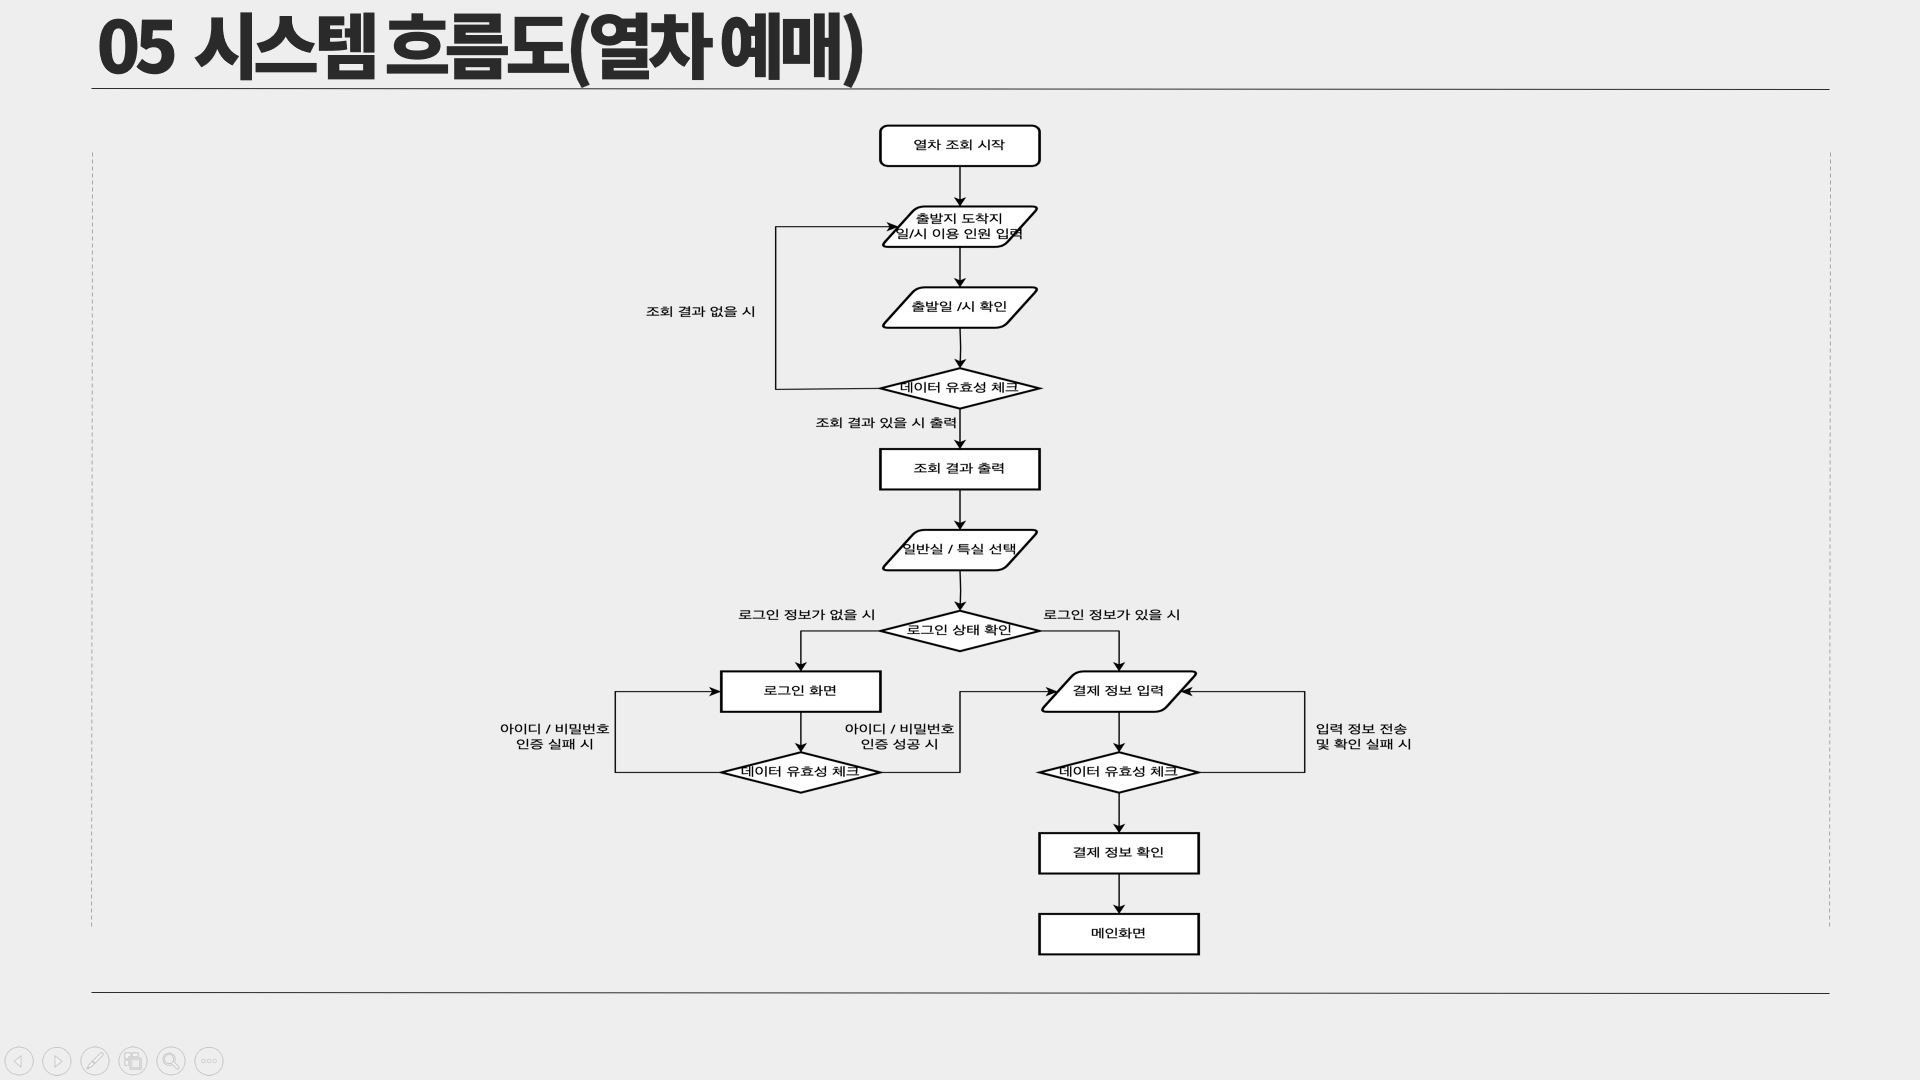 05 시스템 흐름도(열차 예매)
열차 조회 시작
출발지 도착지
일/시 이용 인원 입력
출발일 /시 확인
조회 결과 없을 시
데이터 유효성 체크
조회 결과 있을 시 출력
조회 결과 출력
일반실 / 특실 선택
로그인 정보가 없을 시
로그인 정보가 있을 시
로그인 상태 확인
로그인 화면
결제 정보 입력
아이디 / 비밀번호
인증 실패 시
아이디 / 비밀번호
인증 성공 시
입력 정보 전송
및 확인 실패 시
데이터 유효성 체크
데이터 유효성 체크
결제 정보 확인
메인화면